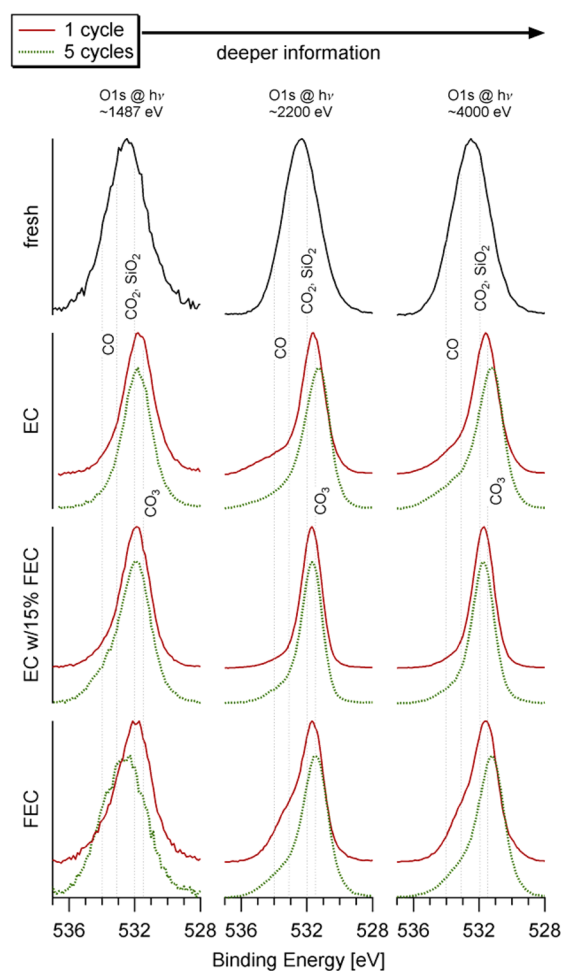 1 cycle
5 cycles
deeper information
O1s @ hν
~1487 eV
O1s @ hν
~2200 eV
O1s @ hν
~4000 eV
fresh
CO₂, SiO₂
CO₂, SiO₂
CO₂, SiO₂
CO
CO
CO
EC
CO₃
CO₃
CO₃
EC w/15% FEC
FEC
536
532
528
536
532
528
536
532
528
Binding Energy [eV]